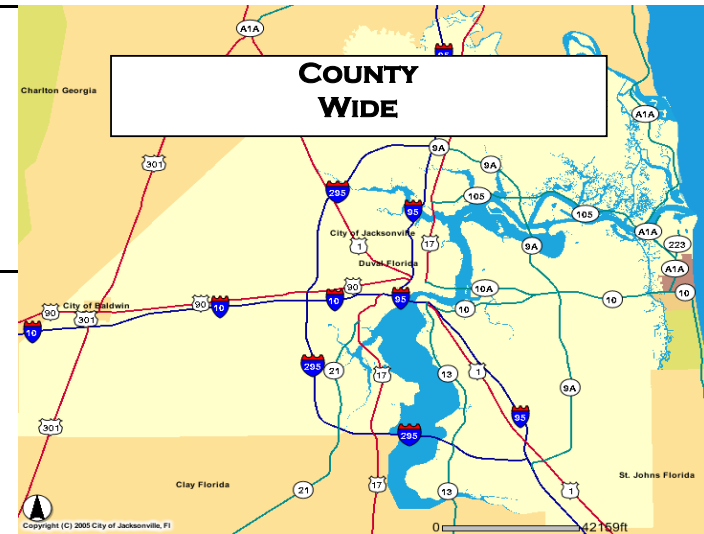 A1A
95
COUNTY
WIDE
Charlton Georgia
A1A
9A
9A
301
295
105
95
105
City of Jacksonville
A1A
223
1
17
9A
Duval Florida
A1A
90
10A
10
90
City of Baldwin
90
10
10
95
10
10
301
10
295
21
17
13
1
9A
95
301
295
Clay Florida
St. Johns Florida
21
17
13
1
Copyright (C) 2005 City of Jacksonville, Fl
0
42159ft